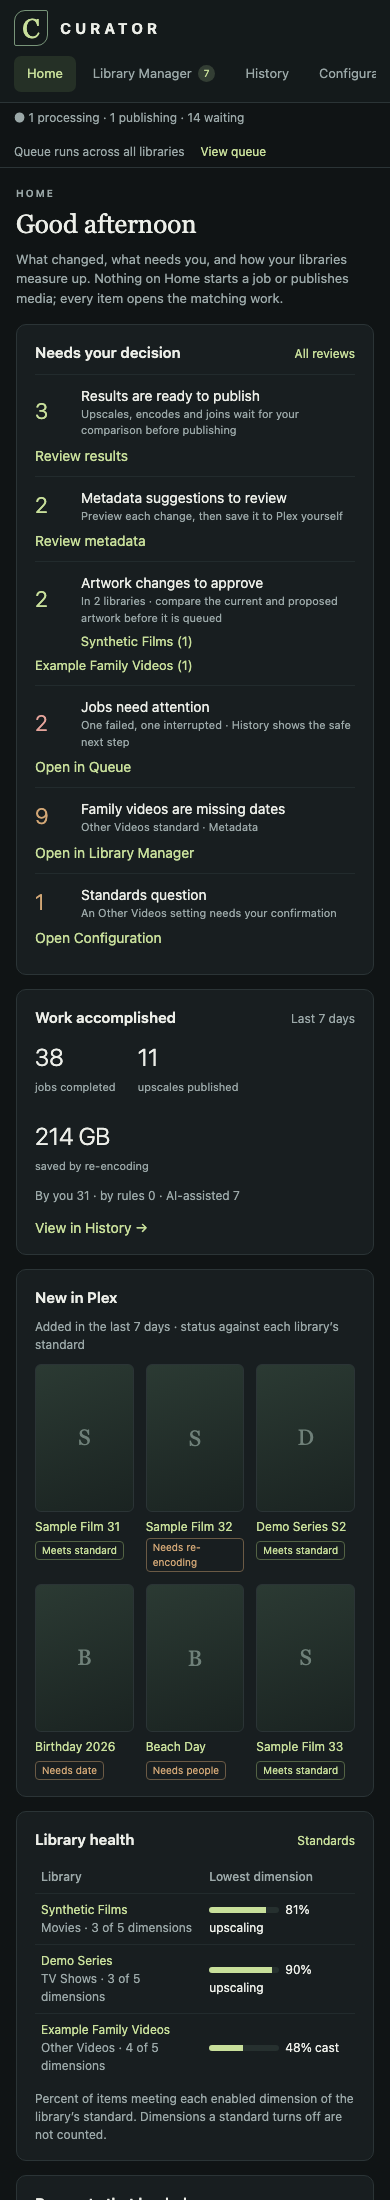 C CURATOR
Home Library Manager 7 History Configura
1 processing · 1 publishing · 14 waiting
Queue runs across all libraries View queue
HOME
Good afternoon
What changed, what needs you, and how your libraries
measure up. Nothing on Home starts a job or publishes
media; every item opens the matching work.
Needs your decision All reviews
3 Results are ready to publish
Upscales, encodes and joins wait for your
comparison before publishing
Review results
2 Metadata suggestions to review
Preview each change, then save it to Plex yourself
Review metadata
2 Artwork changes to approve
In 2 libraries · compare the current and proposed
artwork before it is queued
Synthetic Films (1)
Example Family Videos (1)
2 Jobs need attention
One failed, one interrupted · History shows the safe
next step
Open in Queue
9 Family videos are missing dates
Other Videos standard · Metadata
Open in Library Manager
1 Standards question
An Other Videos setting needs your confirmation
Open Configuration
Work accomplished Last 7 days
38 11
jobs completed upscales published
214 GB
saved by re-encoding
By you 31 · by rules 0 · AI-assisted 7
View in History →
New in Plex
Added in the last 7 days · status against each library's
standard
S S D
Sample Film 31 Sample Film 32 Demo Series S2
Meets standard Needs re-
encoding Meets standard
B B S
Birthday 2026 Beach Day Sample Film 33
Needs date Needs people Meets standard
Library health Standards
Library Lowest dimension
Synthetic Films
Movies · 3 of 5 dimensions 81%
upscaling
Demo Series
TV Shows · 3 of 5
dimensions 90%
upscaling
Example Family Videos
Other Videos · 4 of 5
dimensions 48% cast
Percent of items meeting each enabled dimension of the
library's standard. Dimensions a standard turns off are
not counted.